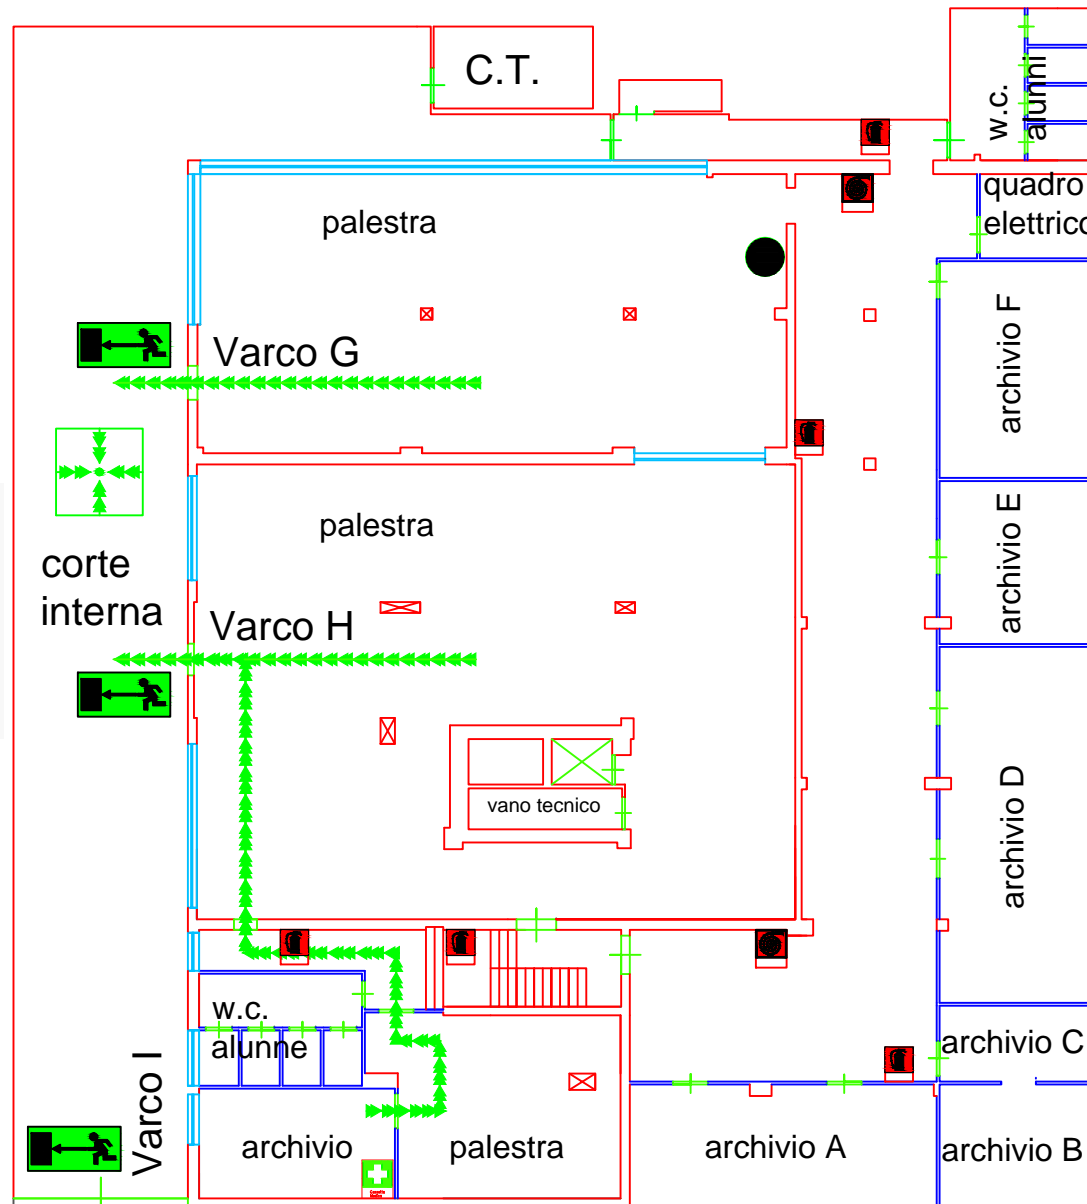 C.T.
w.c.
alunni
quadro
elettrico
palestra
archivio F
Varco G
palestra
archivio E
corte
interna
Varco H
archivio D
vano tecnico
w.c.
alunne
archivio C
Varco I
archivio
palestra
archivio A
archivio B